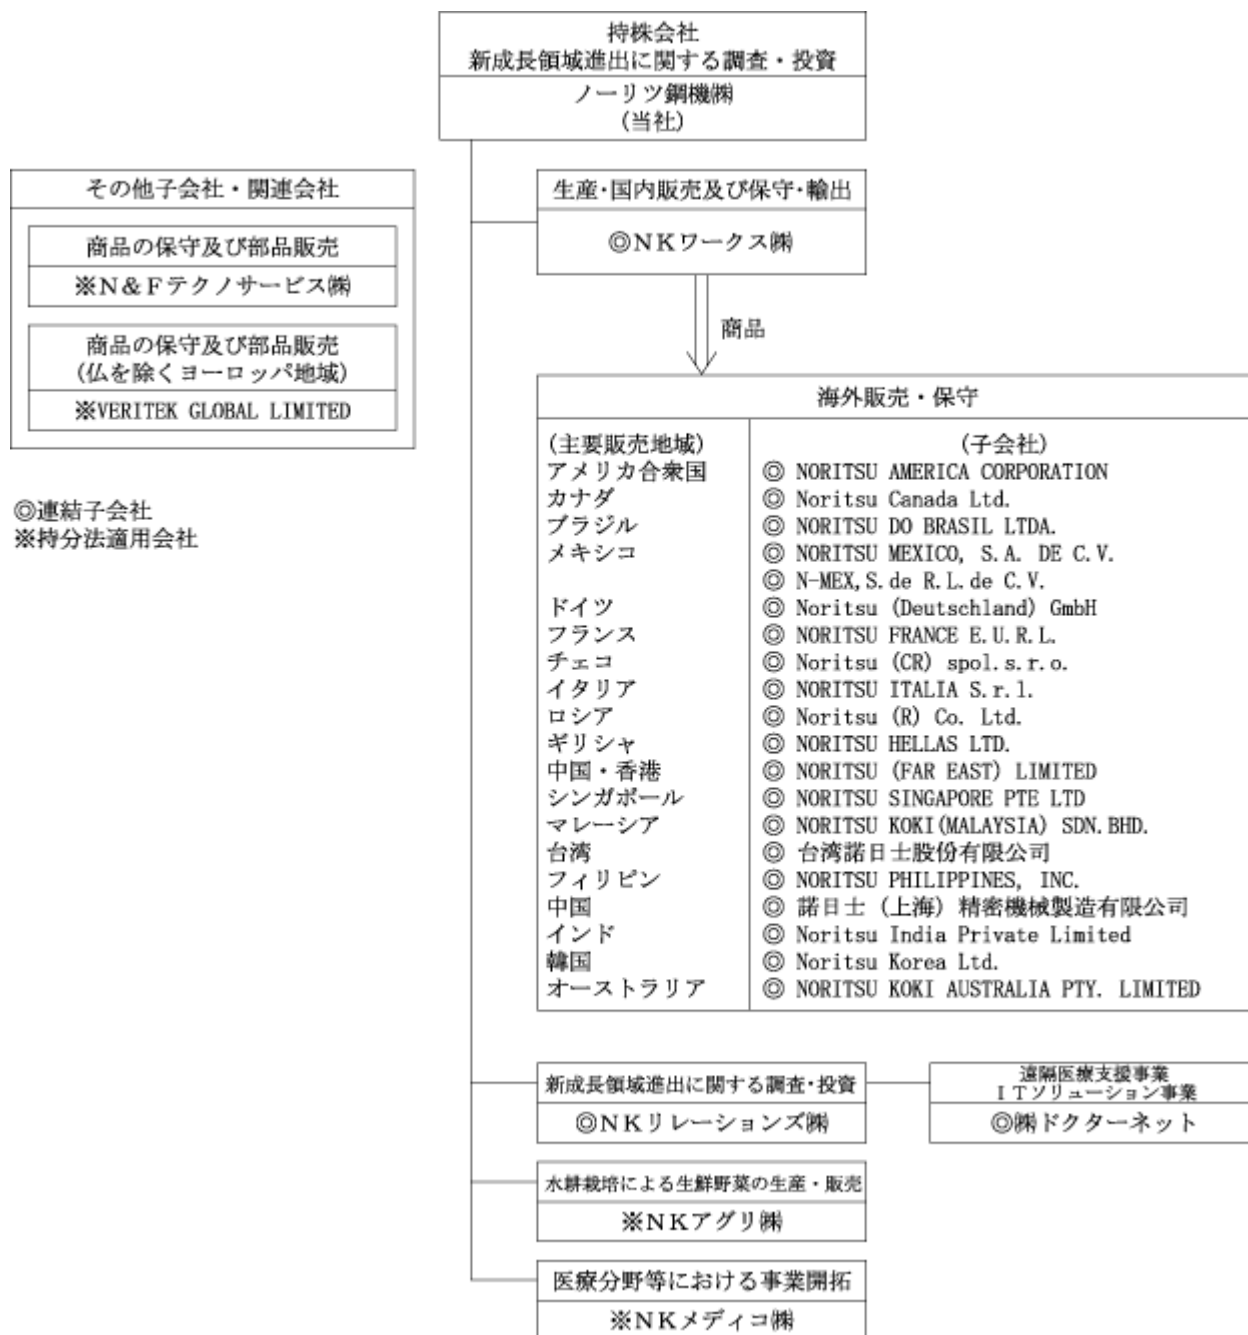 持株会社
新成長領域進出に関する調査・投資
ノーリツ鋼機㈱
(当社)
その他子会社・関連会社
商品の保守及び部品販売
※N＆Fテクノサービス㈱
商品の保守及び部品販売
(仏を除くヨーロッパ地域)
※VERITEK GLOBAL LIMITED
◎連結子会社
※持分法適用会社
生産・国内販売及び保守・輸出
◎NKワークス㈱
商品
海外販売・保守
(主要販売地域) (子会社)
アメリカ合衆国 ◎ NORITSU AMERICA CORPORATION
カナダ ◎ Noritsu Canada Ltd.
ブラジル ◎ NORITSU DO BRASIL LTDA.
メキシコ ◎ NORITSU MEXICO, S.A. DE C.V.
◎ N-MEX,S.de R.L.de C.V.
ドイツ ◎ Noritsu (Deutschland) GmbH
フランス ◎ NORITSU FRANCE E.U.R.L.
チェコ ◎ Noritsu (CR) spol.s.r.o.
イタリア ◎ NORITSU ITALIA S.r.l.
ロシア ◎ Noritsu (R) Co. Ltd.
ギリシャ ◎ NORITSU HELLAS LTD.
中国・香港 ◎ NORITSU (FAR EAST) LIMITED
シンガポール ◎ NORITSU SINGAPORE PTE LTD
マレーシア ◎ NORITSU KOKI(MALAYSIA) SDN.BHD.
台湾 ◎ 台湾諾日士股份有限公司
フィリピン ◎ NORITSU PHILIPPINES, INC.
中国 ◎ 諾日士（上海）精密機械製造有限公司
インド ◎ Noritsu India Private Limited
韓国 ◎ Noritsu Korea Ltd.
オーストラリア ◎ NORITSU KOKI AUSTRALIA PTY. LIMITED
新成長領域進出に関する調査・投資
◎NKリレーションズ㈱
遠隔医療支援事業
ITソリューション事業
◎㈱ドクターネット
水耕栽培による生鮮野菜の生産・販売
※NKアグリ㈱
医療分野等における事業開拓
※NKメディコ㈱